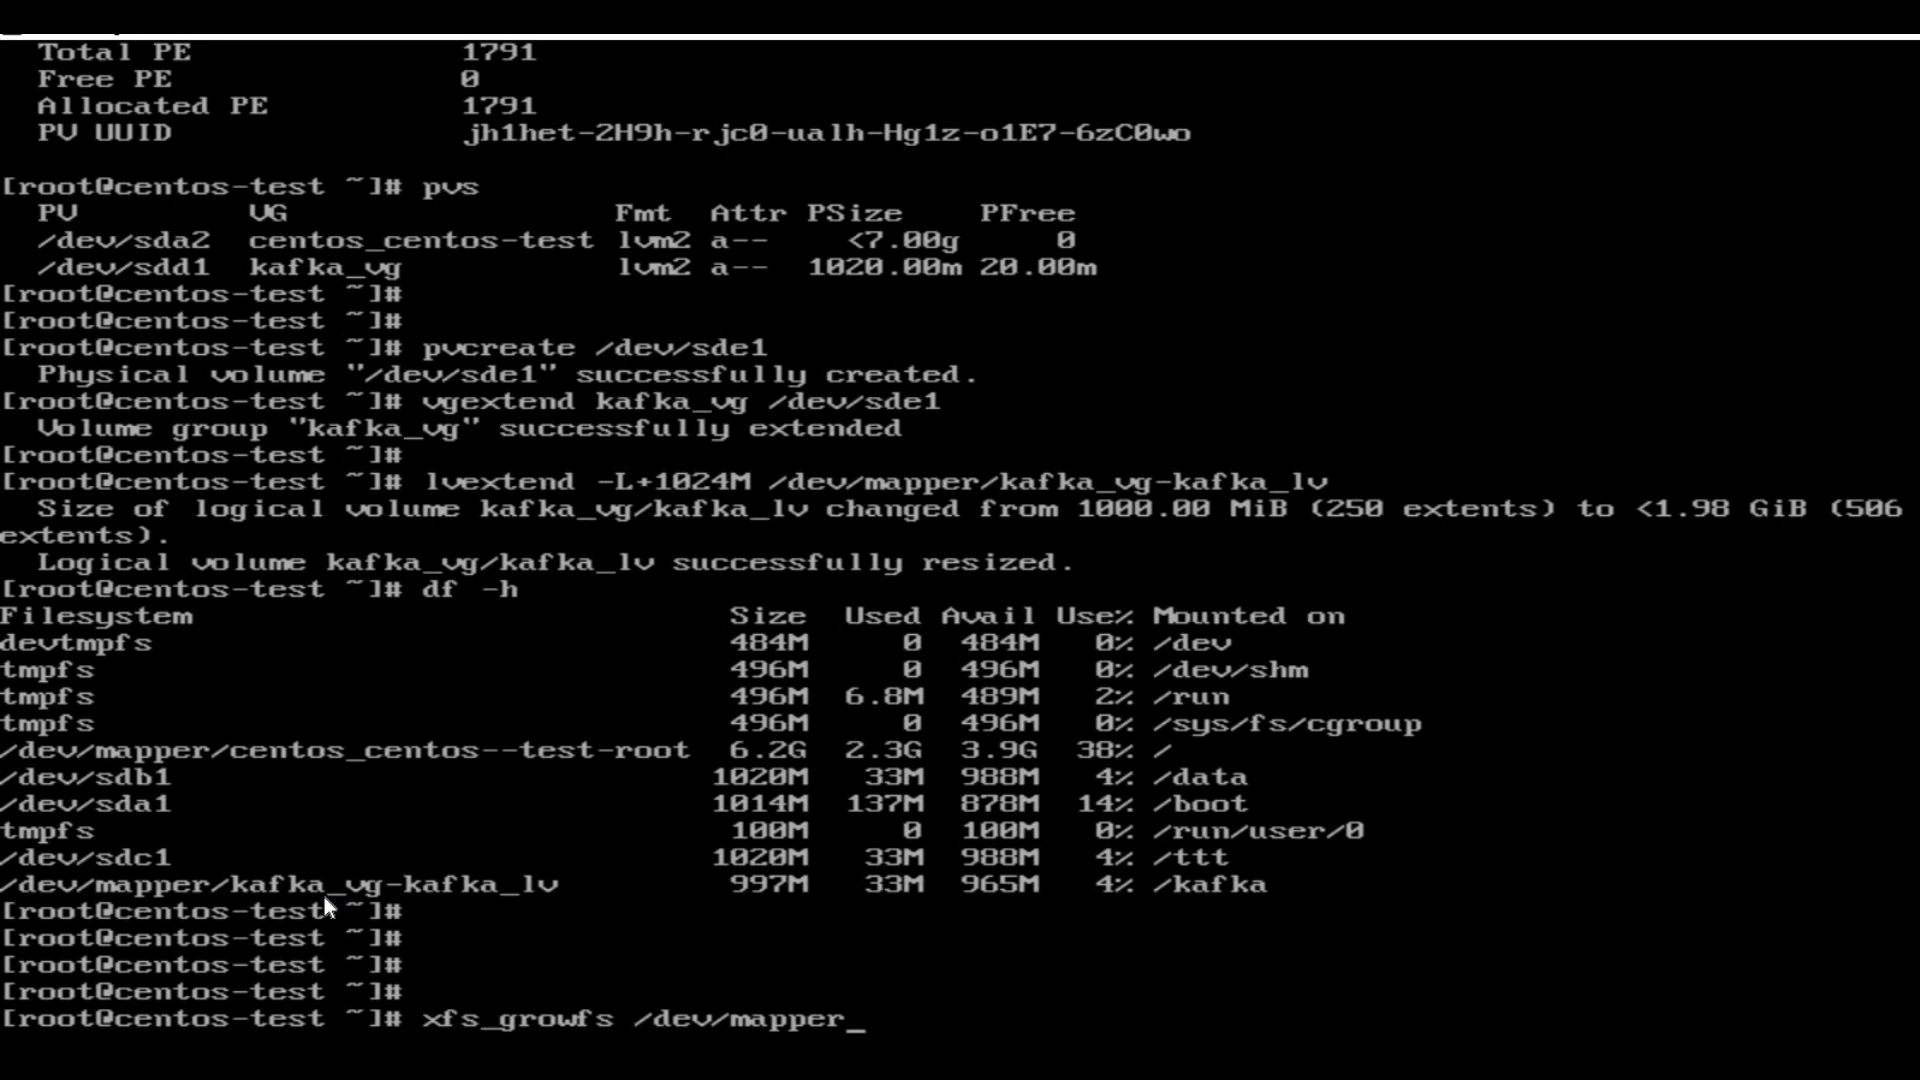 Total PE 1791
Free PE 0
Allocated PE 1791
PV UUID jh1het-2H9h-rjc0-ualh-Hg1z-o1E7-6zC0wo
[root@centos-test ~]# pvs
PV VG Fmt Attr PSize PFree
/dev/sda2 centos_centos-test lvm2 a-- <7.00g 0
/dev/sdd1 kafka_vg lvm2 a-- 1020.00m 20.00m
[root@centos-test ~]#
[root@centos-test ~]#
[root@centos-test ~]# pvcreate /dev/sde1
Physical volume "/dev/sde1" successfully created.
[root@centos-test ~]# vgextend kafka_vg /dev/sde1
Volume group "kafka_vg" successfully extended
[root@centos-test ~]#
[root@centos-test ~]# lvextend -L+1024M /dev/mapper/kafka_vg-kafka_lv
Size of logical volume kafka_vg/kafka_lv changed from 1000.00 MiB (250 extents) to <1.98 GiB (506
extents).
Logical volume kafka_vg/kafka_lv successfully resized.
[root@centos-test ~]# df -h
Filesystem Size Used Avail Use% Mounted on
devtmpfs 484M 0 484M 0% /dev
tmpfs 496M 0 496M 0% /dev/shm
tmpfs 496M 6.8M 489M 2% /run
tmpfs 496M 0 496M 0% /sys/fs/cgroup
/dev/mapper/centos_centos--test-root 6.2G 2.3G 3.9G 38% /
/dev/sdb1 1020M 33M 988M 4% /data
/dev/sda1 1014M 137M 878M 14% /boot
tmpfs 100M 0 100M 0% /run/user/0
/dev/sdc1 1020M 33M 988M 4% /ttt
/dev/mapper/kafka_vg-kafka_lv 997M 33M 965M 4% /kafka
[root@centos-test ~]#
[root@centos-test ~]#
[root@centos-test ~]#
[root@centos-test ~]#
[root@centos-test ~]# xfs_growfs /dev/mapper_